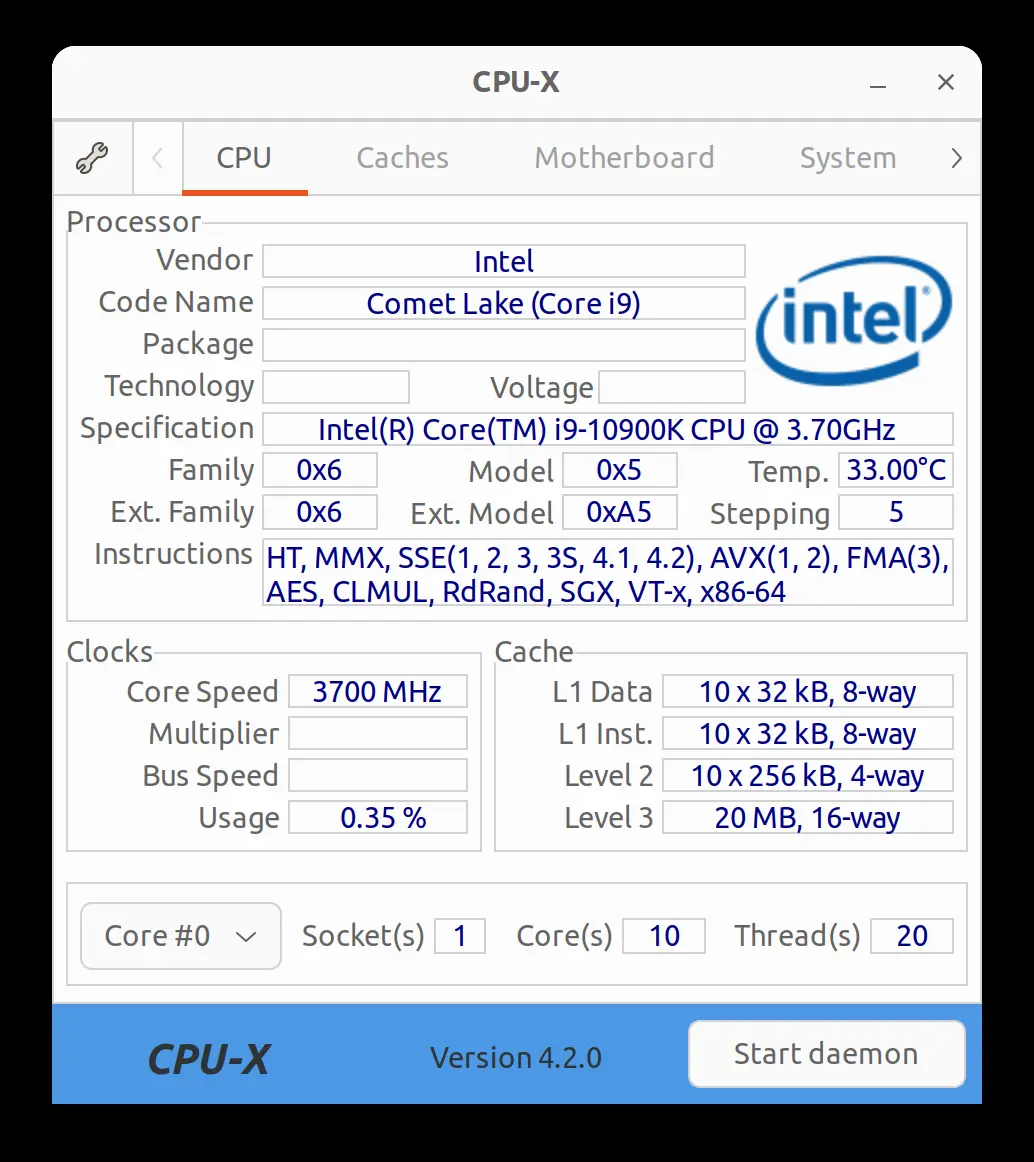 CPU-X
CPU Caches Motherboard System
Processor
Vendor Intel
Code Name Comet Lake (Core i9)
intel®
Package
Technology Voltage
Specification Intel(R) Core(TM) i9-10900K CPU @ 3.70GHz
Family 0x6 Model 0x5 Temp. 33.00°C
Ext. Family 0x6 Ext. Model 0xA5 Stepping 5
Instructions HT, MMX, SSE(1, 2, 3, 3S, 4.1, 4.2), AVX(1, 2), FMA(3),
AES, CLMUL, RdRand, SGX, VT-x, x86-64
Clocks
Core Speed 3700 MHz
Multiplier
Bus Speed
Usage 0.35 %
Cache
L1 Data 10 x 32 kB, 8-way
L1 Inst. 10 x 32 kB, 8-way
Level 2 10 x 256 kB, 4-way
Level 3 20 MB, 16-way
Core #0 Socket(s) 1 Core(s) 10 Thread(s) 20
CPU-X Version 4.2.0 Start daemon